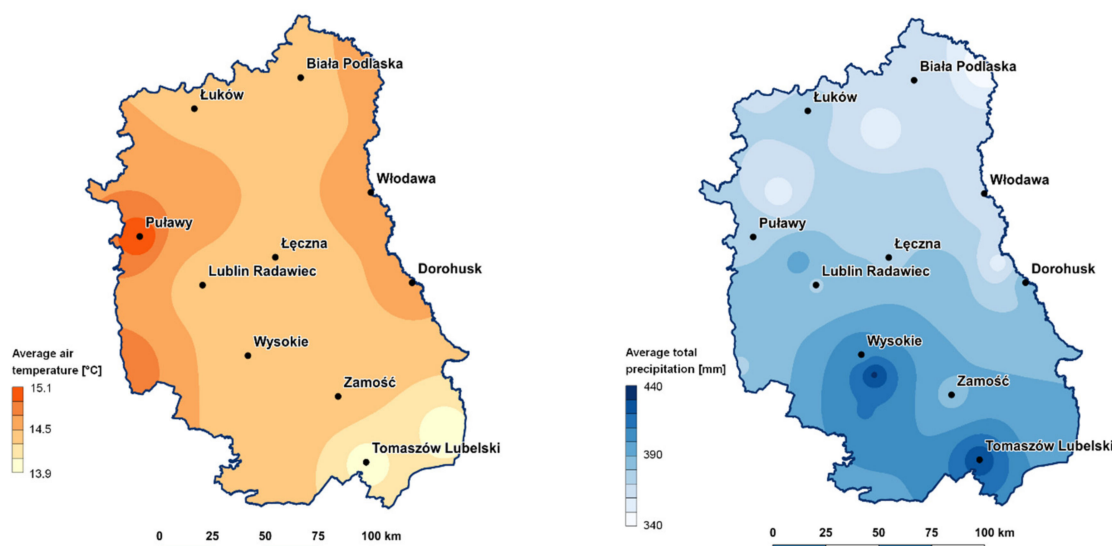 Biała Podlaska
Łuków
Włodawa
Puławy
Łęczna
Lublin Radawiec
Dorohusk
Wysokie
Average air
temperature [°C]
15.1
14.5
13.9
Zamość
Tomaszów Lubelski
0 25 50 75 100 km
Biała Podlaska
Łuków
Włodawa
Puławy
Łęczna
Lublin Radawiec
Dorohusk
Wysokie
Average total
precipitation [mm]
440
390
340
Zamość
Tomaszów Lubelski
0 25 50 75 100 km